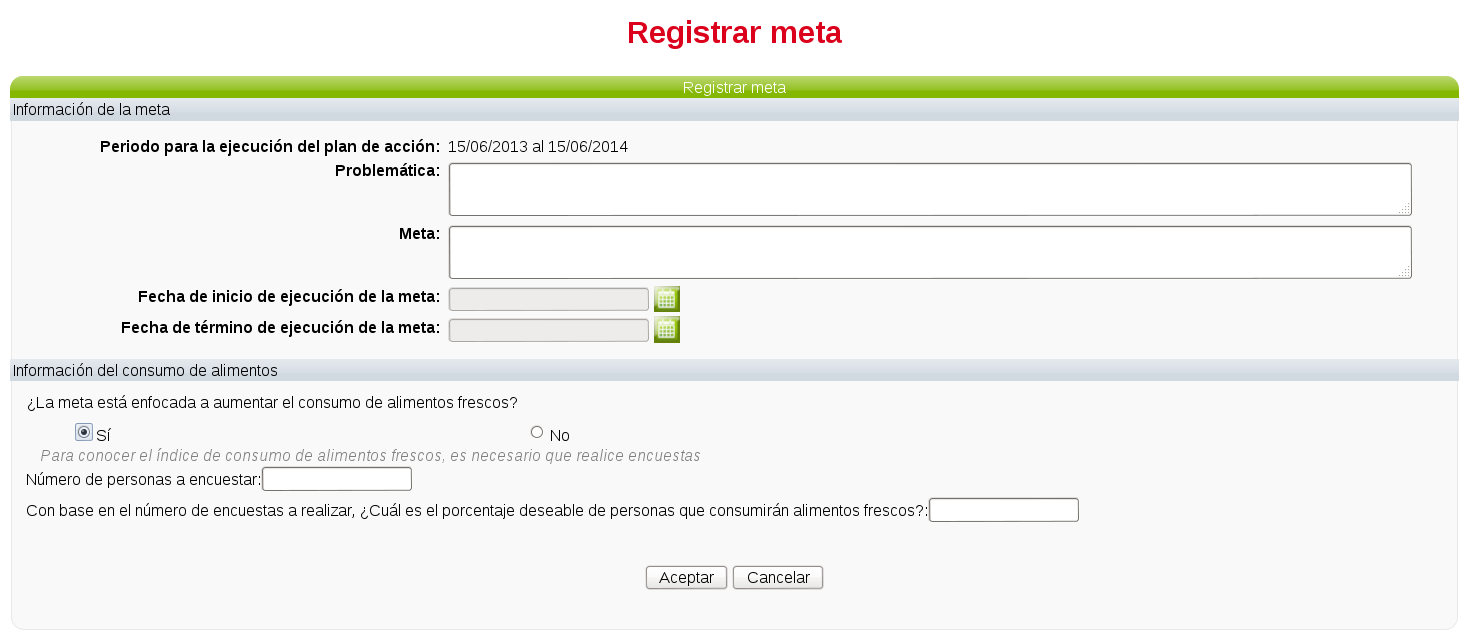 Registrar meta
Registrar meta
Información de la meta
Periodo para la ejecución del plan de acción: 15/06/2013 al 15/06/2014
Problemática:
Meta:
Fecha de inicio de ejecución de la meta:
Fecha de término de ejecución de la meta:
Información del consumo de alimentos
¿La meta está enfocada a aumentar el consumo de alimentos frescos?
Sí No
Para conocer el índice de consumo de alimentos frescos, es necesario que realice encuestas
Número de personas a encuestar:
Con base en el número de encuestas a realizar, ¿Cuál es el porcentaje deseable de personas que consumirán alimentos frescos?:
Aceptar Cancelar